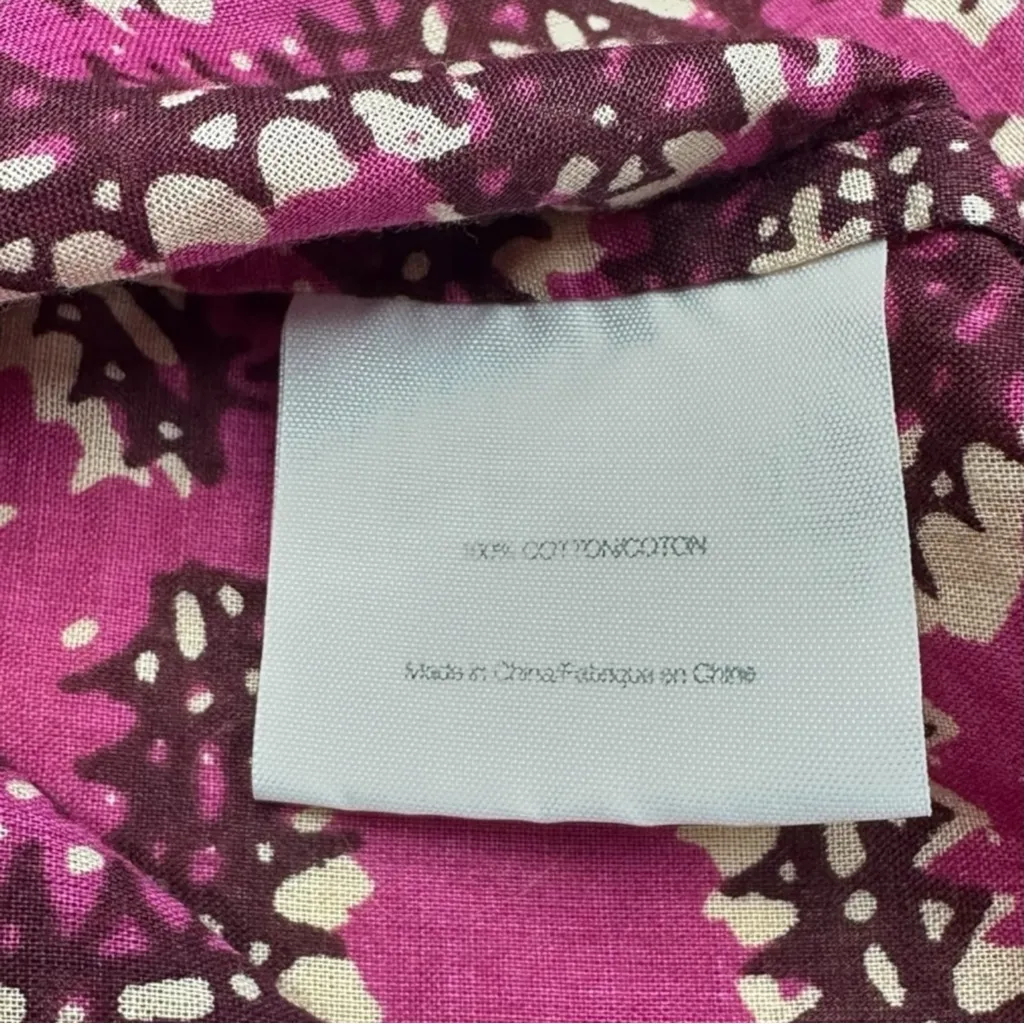 100% COTTON/COTON
Made in China/Fabriqué en Chine